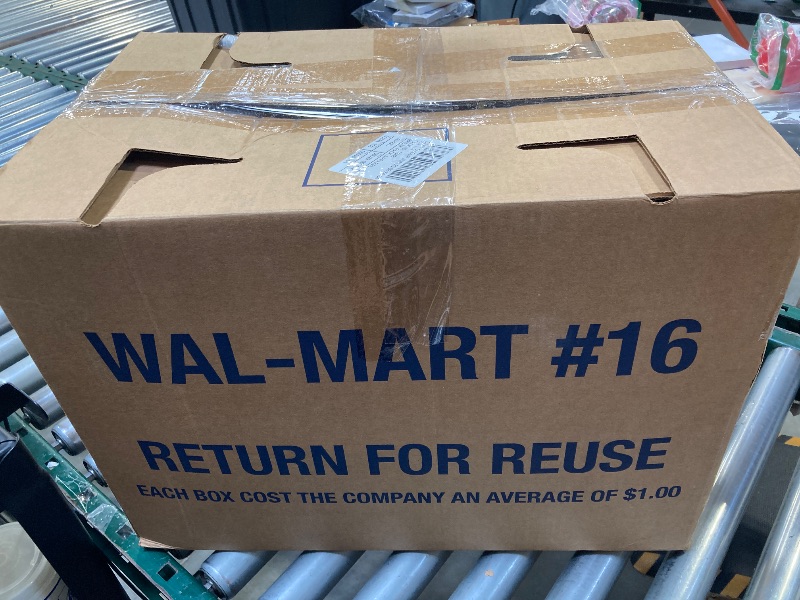 WAL-MART #16
RETURN FOR REUSE
EACH BOX COST THE COMPANY AN AVERAGE OF $1.00